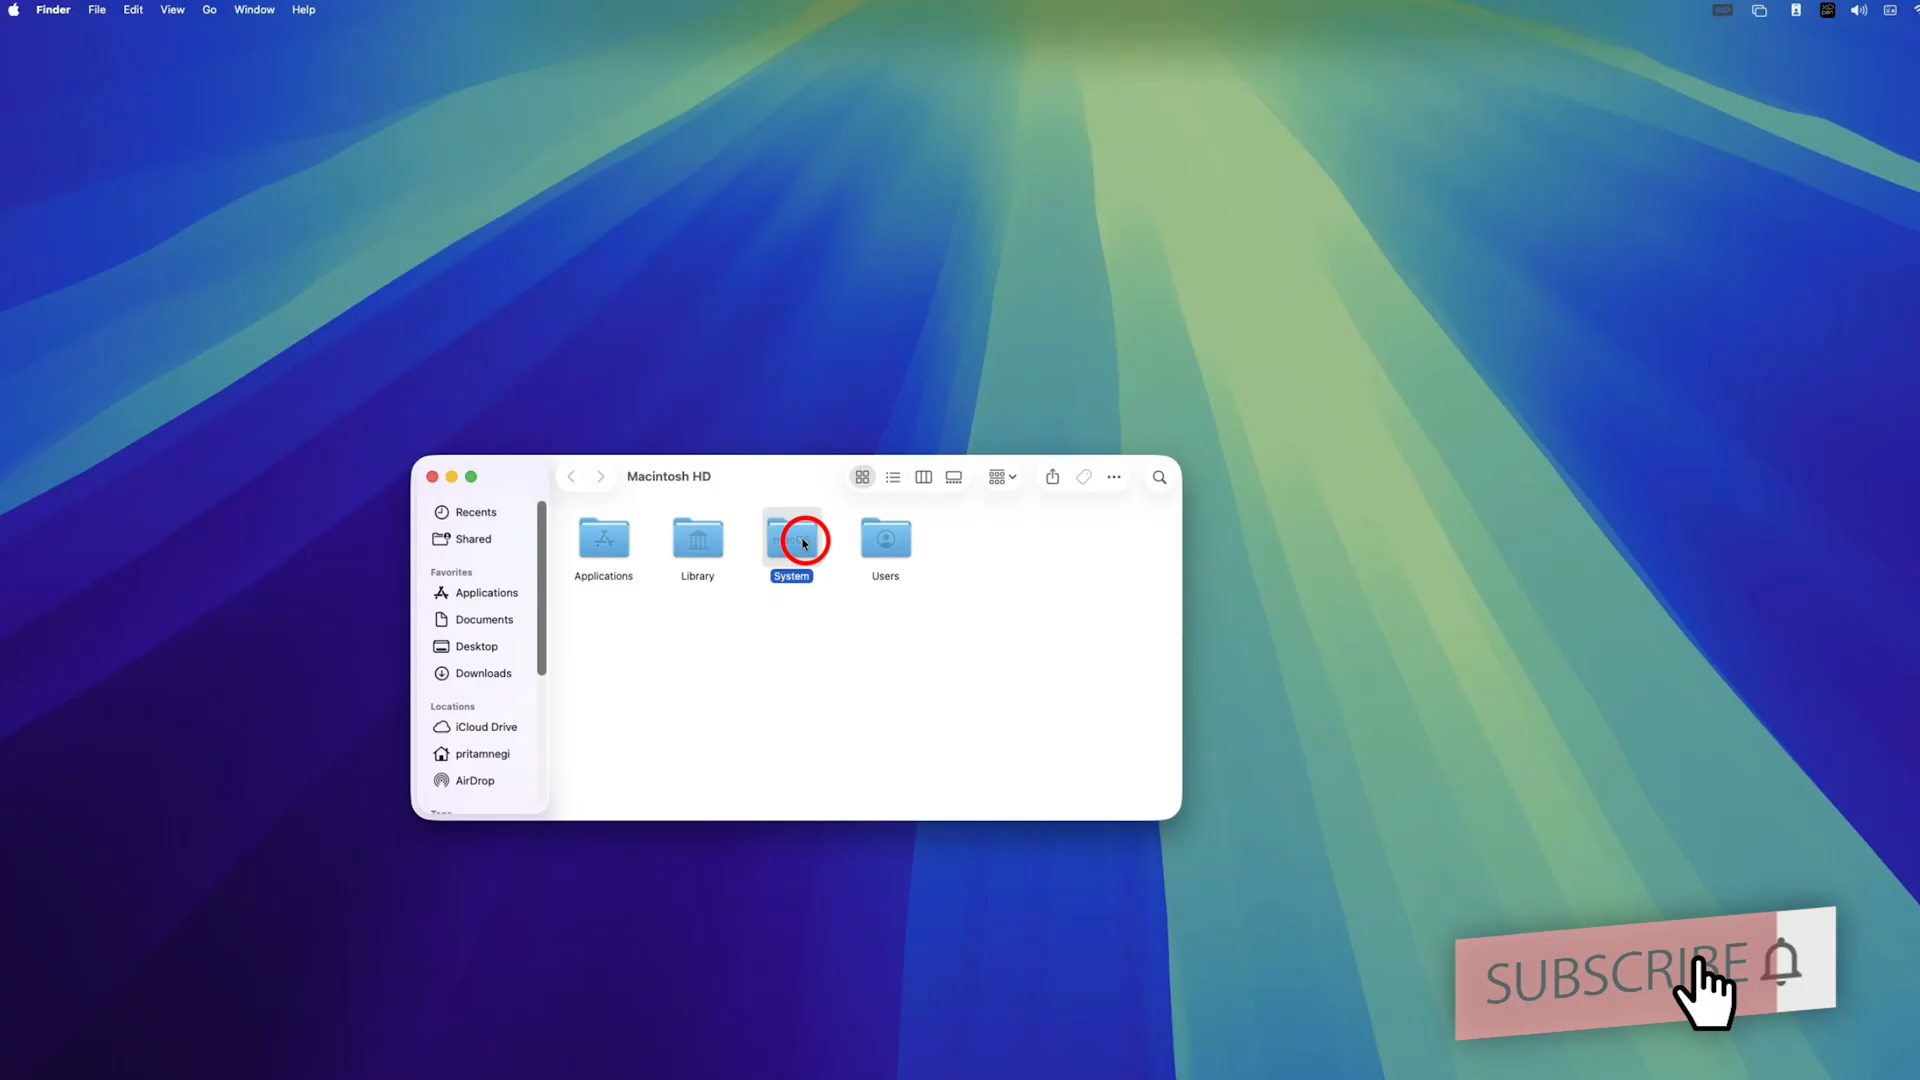 Finder File Edit View Go Window Help
Macintosh HD
Recents
Shared
Favorites
Applications
Documents
Desktop
Downloads
Locations
iCloud Drive
pritamnegi
AirDrop
Applications Library System Users
SUBSCRIBE